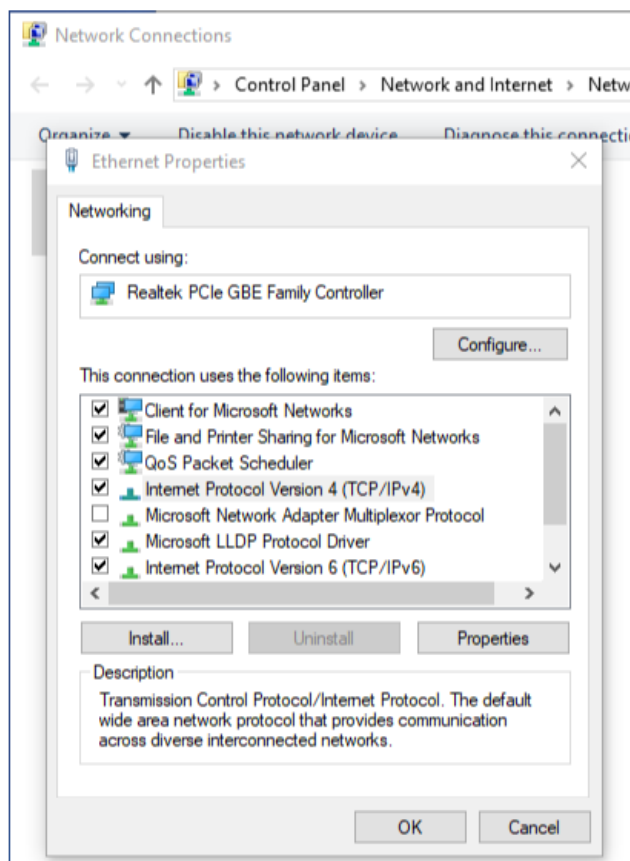 Network Connections
Control Panel > Network and Internet > Netw
Organize Disable this network device Diagnose this connecti
Ethernet Properties
Networking
Connect using:
Realtek PCIe GBE Family Controller
Configure...
This connection uses the following items:
Client for Microsoft Networks
File and Printer Sharing for Microsoft Networks
QoS Packet Scheduler
Internet Protocol Version 4 (TCP/IPv4)
Microsoft Network Adapter Multiplexor Protocol
Microsoft LLDP Protocol Driver
Internet Protocol Version 6 (TCP/IPv6)
Install... Uninstall Properties
Description
Transmission Control Protocol/Internet Protocol. The default
wide area network protocol that provides communication
across diverse interconnected networks.
OK Cancel